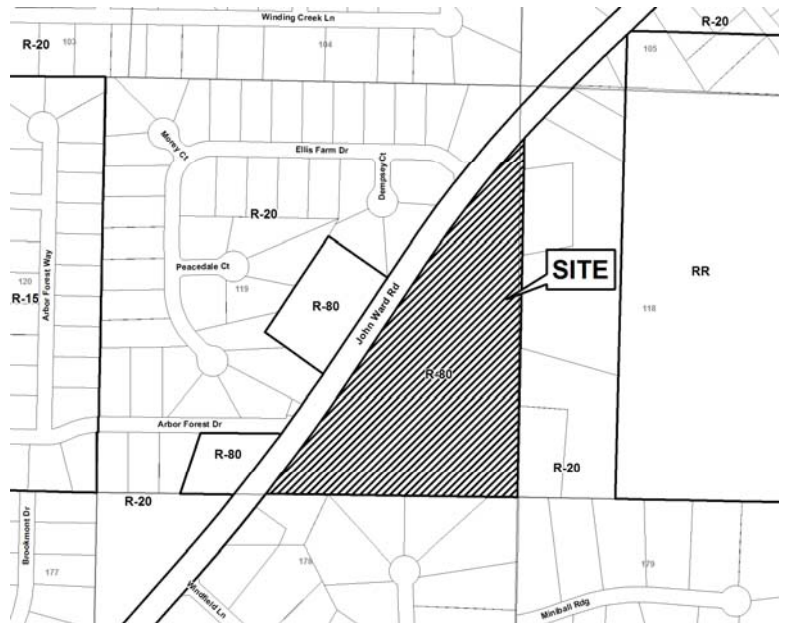 Winding Creek Ln
R-20
R-20
103
104
105
Morey Ct
Ellis Farm Dr
Dempsey Ct
R-20
SITE
Peacedale Ct
RR
120
119
R-15
Arbor Forest Way
R-80
John Ward Rd
118
R-80
Arbor Forest Dr
R-80
R-20
R-20
Brookmont Dr
177
178
179
Windfield Ln
Miniball Rdg